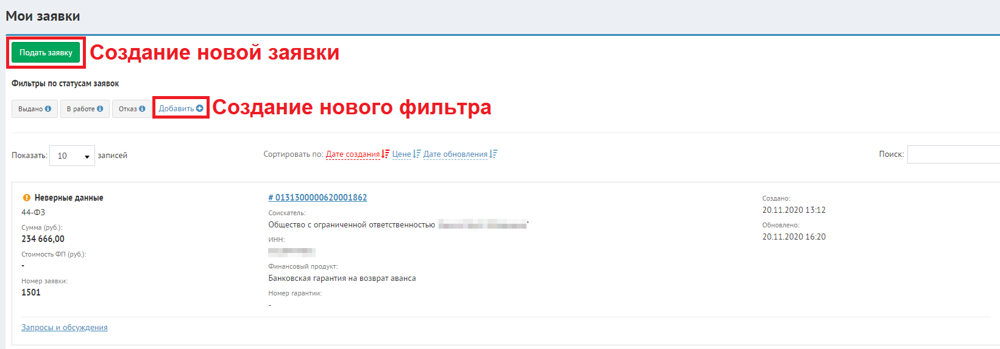 Мои заявки
Подать заявку Создание новой заявки
Фильтры по статусам заявок
Выдано В работе Отказ Добавить Создание нового фильтра
Показать: 10 записей Сортировать по: Дате создания Цене Дате обновления Поиск:
Неверные данные
44-ФЗ
Сумма (руб.):
234 666,00
Стоимость ФП (руб.):
-
Номер заявки:
1501
# 0131300000620001862
Соискатель:
Общество с ограниченной ответственностью
ИНН:
Финансовый продукт:
Банковская гарантия на возврат аванса
Номер гарантии:
-
Создано:
20.11.2020 13:12
Обновлено:
20.11.2020 16:20
Запросы и обсуждения